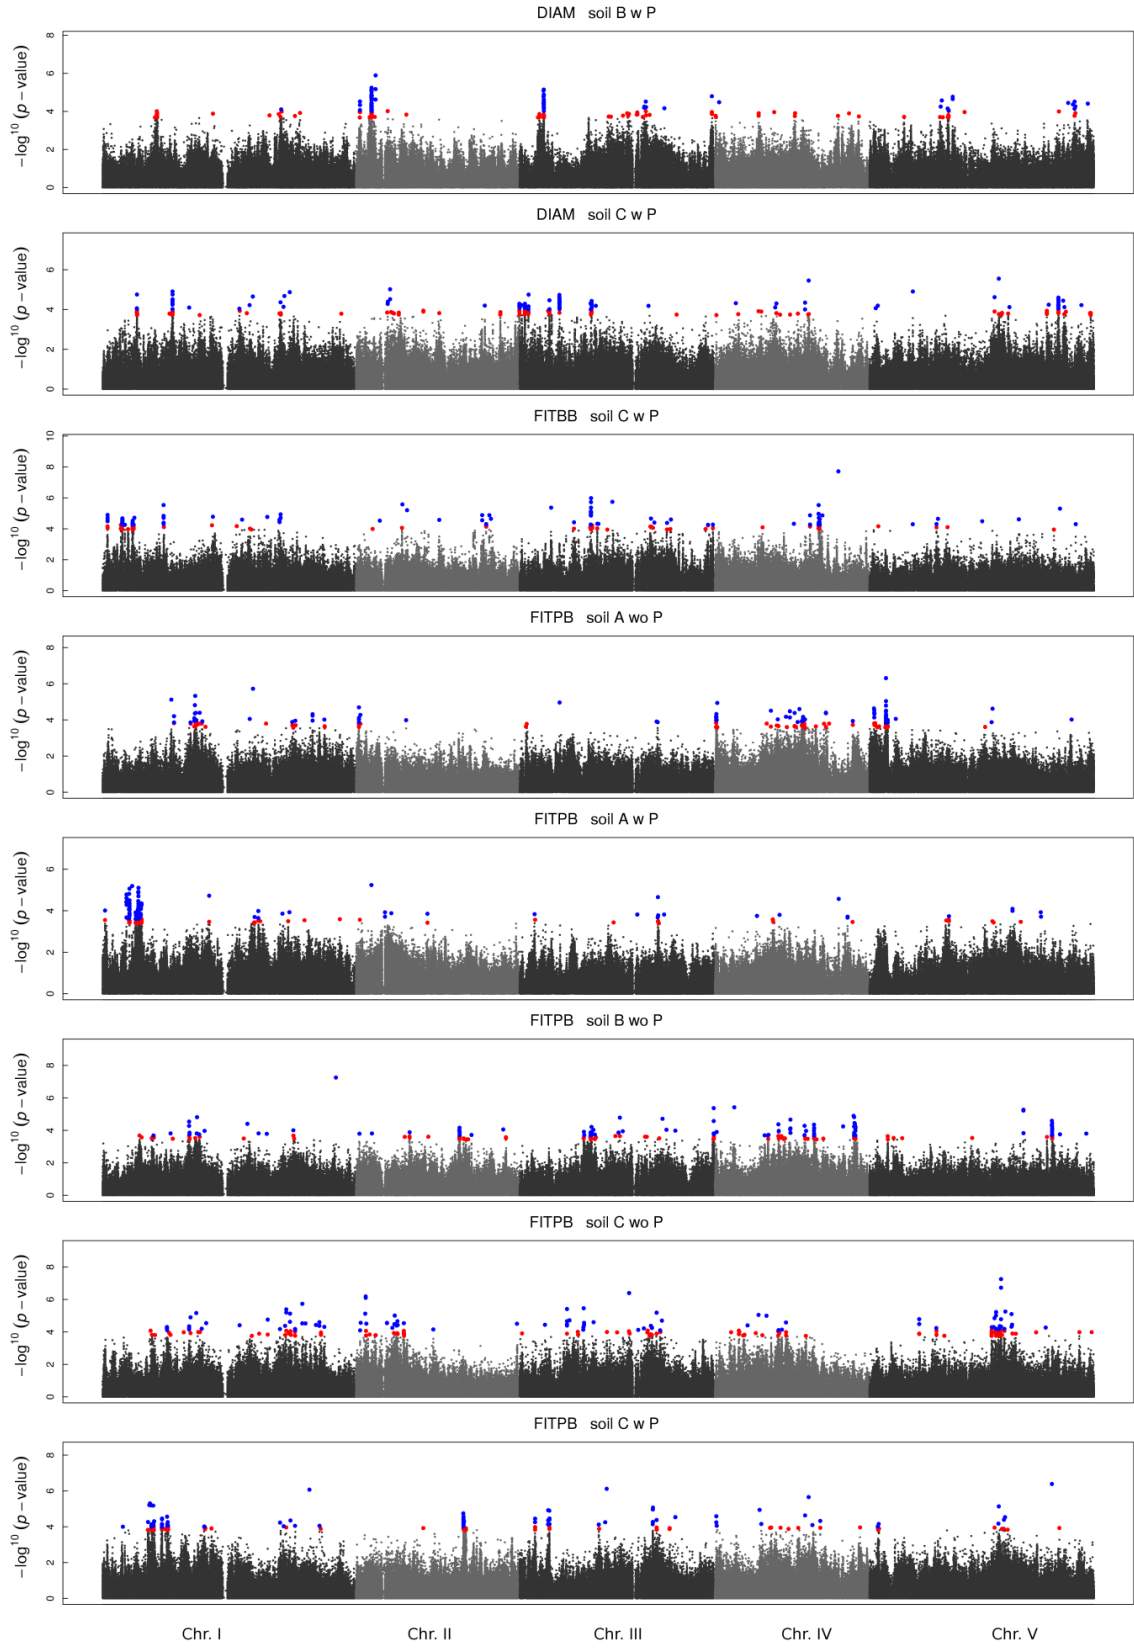 DIAM soil B w P
−log¹⁰ (p − value)
8
6
4
2
0
DIAM soil C w P
−log¹⁰ (p − value)
6
4
2
0
FITBB soil C w P
−log¹⁰ (p − value)
10
8
6
4
2
0
FITPB soil A wo P
−log¹⁰ (p − value)
8
6
4
2
0
FITPB soil A w P
−log¹⁰ (p − value)
6
4
2
0
FITPB soil B wo P
−log¹⁰ (p − value)
8
6
4
2
0
FITPB soil C wo P
−log¹⁰ (p − value)
8
6
4
2
0
FITPB soil C w P
−log¹⁰ (p − value)
8
6
4
2
0
Chr. I Chr. II Chr. III Chr. IV Chr. V